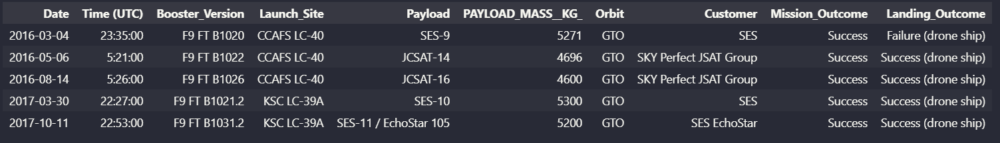 Date Time (UTC) Booster_Version Launch_Site Payload PAYLOAD_MASS__KG_ Orbit Customer Mission_Outcome Landing_Outcome
2016-03-04 23:35:00 F9 FT B1020 CCAFS LC-40 SES-9 5271 GTO SES Success Failure (drone ship)
2016-05-06 5:21:00 F9 FT B1022 CCAFS LC-40 JCSAT-14 4696 GTO SKY Perfect JSAT Group Success Success (drone ship)
2016-08-14 5:26:00 F9 FT B1026 CCAFS LC-40 JCSAT-16 4600 GTO SKY Perfect JSAT Group Success Success (drone ship)
2017-03-30 22:27:00 F9 FT B1021.2 KSC LC-39A SES-10 5300 GTO SES Success Success (drone ship)
2017-10-11 22:53:00 F9 FT B1031.2 KSC LC-39A SES-11 / EchoStar 105 5200 GTO SES EchoStar Success Success (drone ship)